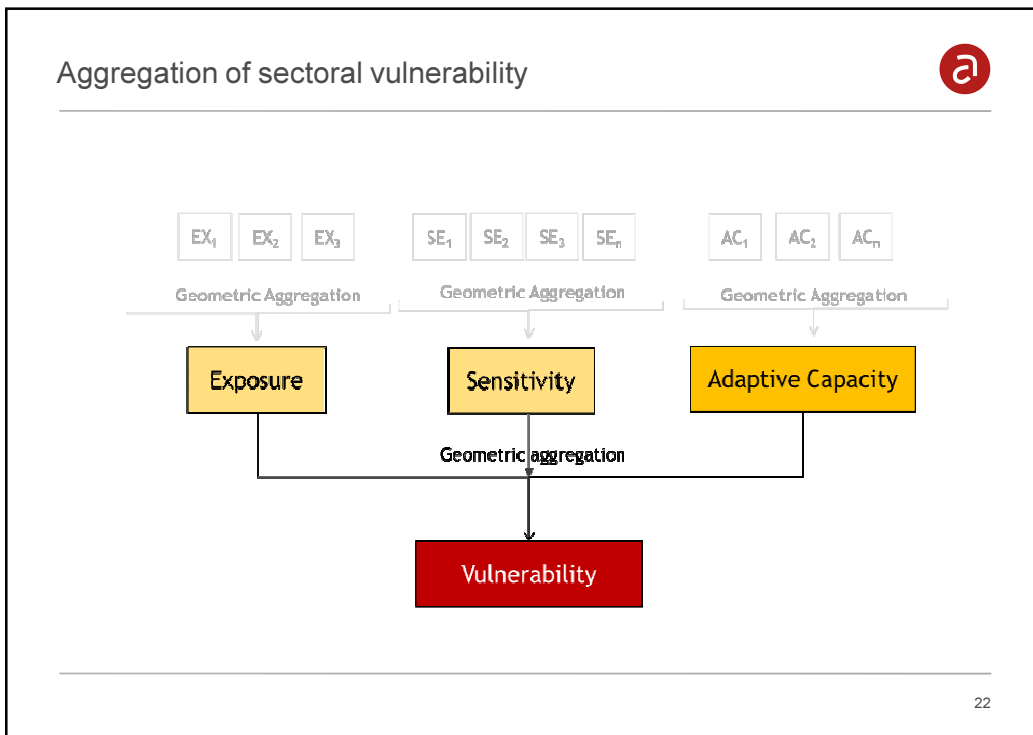 Aggregation of sectoral vulnerability
EX₁ EX₂ EX₃ SE₁ SE₂ SE₃ SEₙ AC₁ AC₂ ACₙ
Geometric Aggregation Geometric Aggregation Geometric Aggregation
Exposure Sensitivity Adaptive Capacity
Geometric aggregation
Vulnerability
22